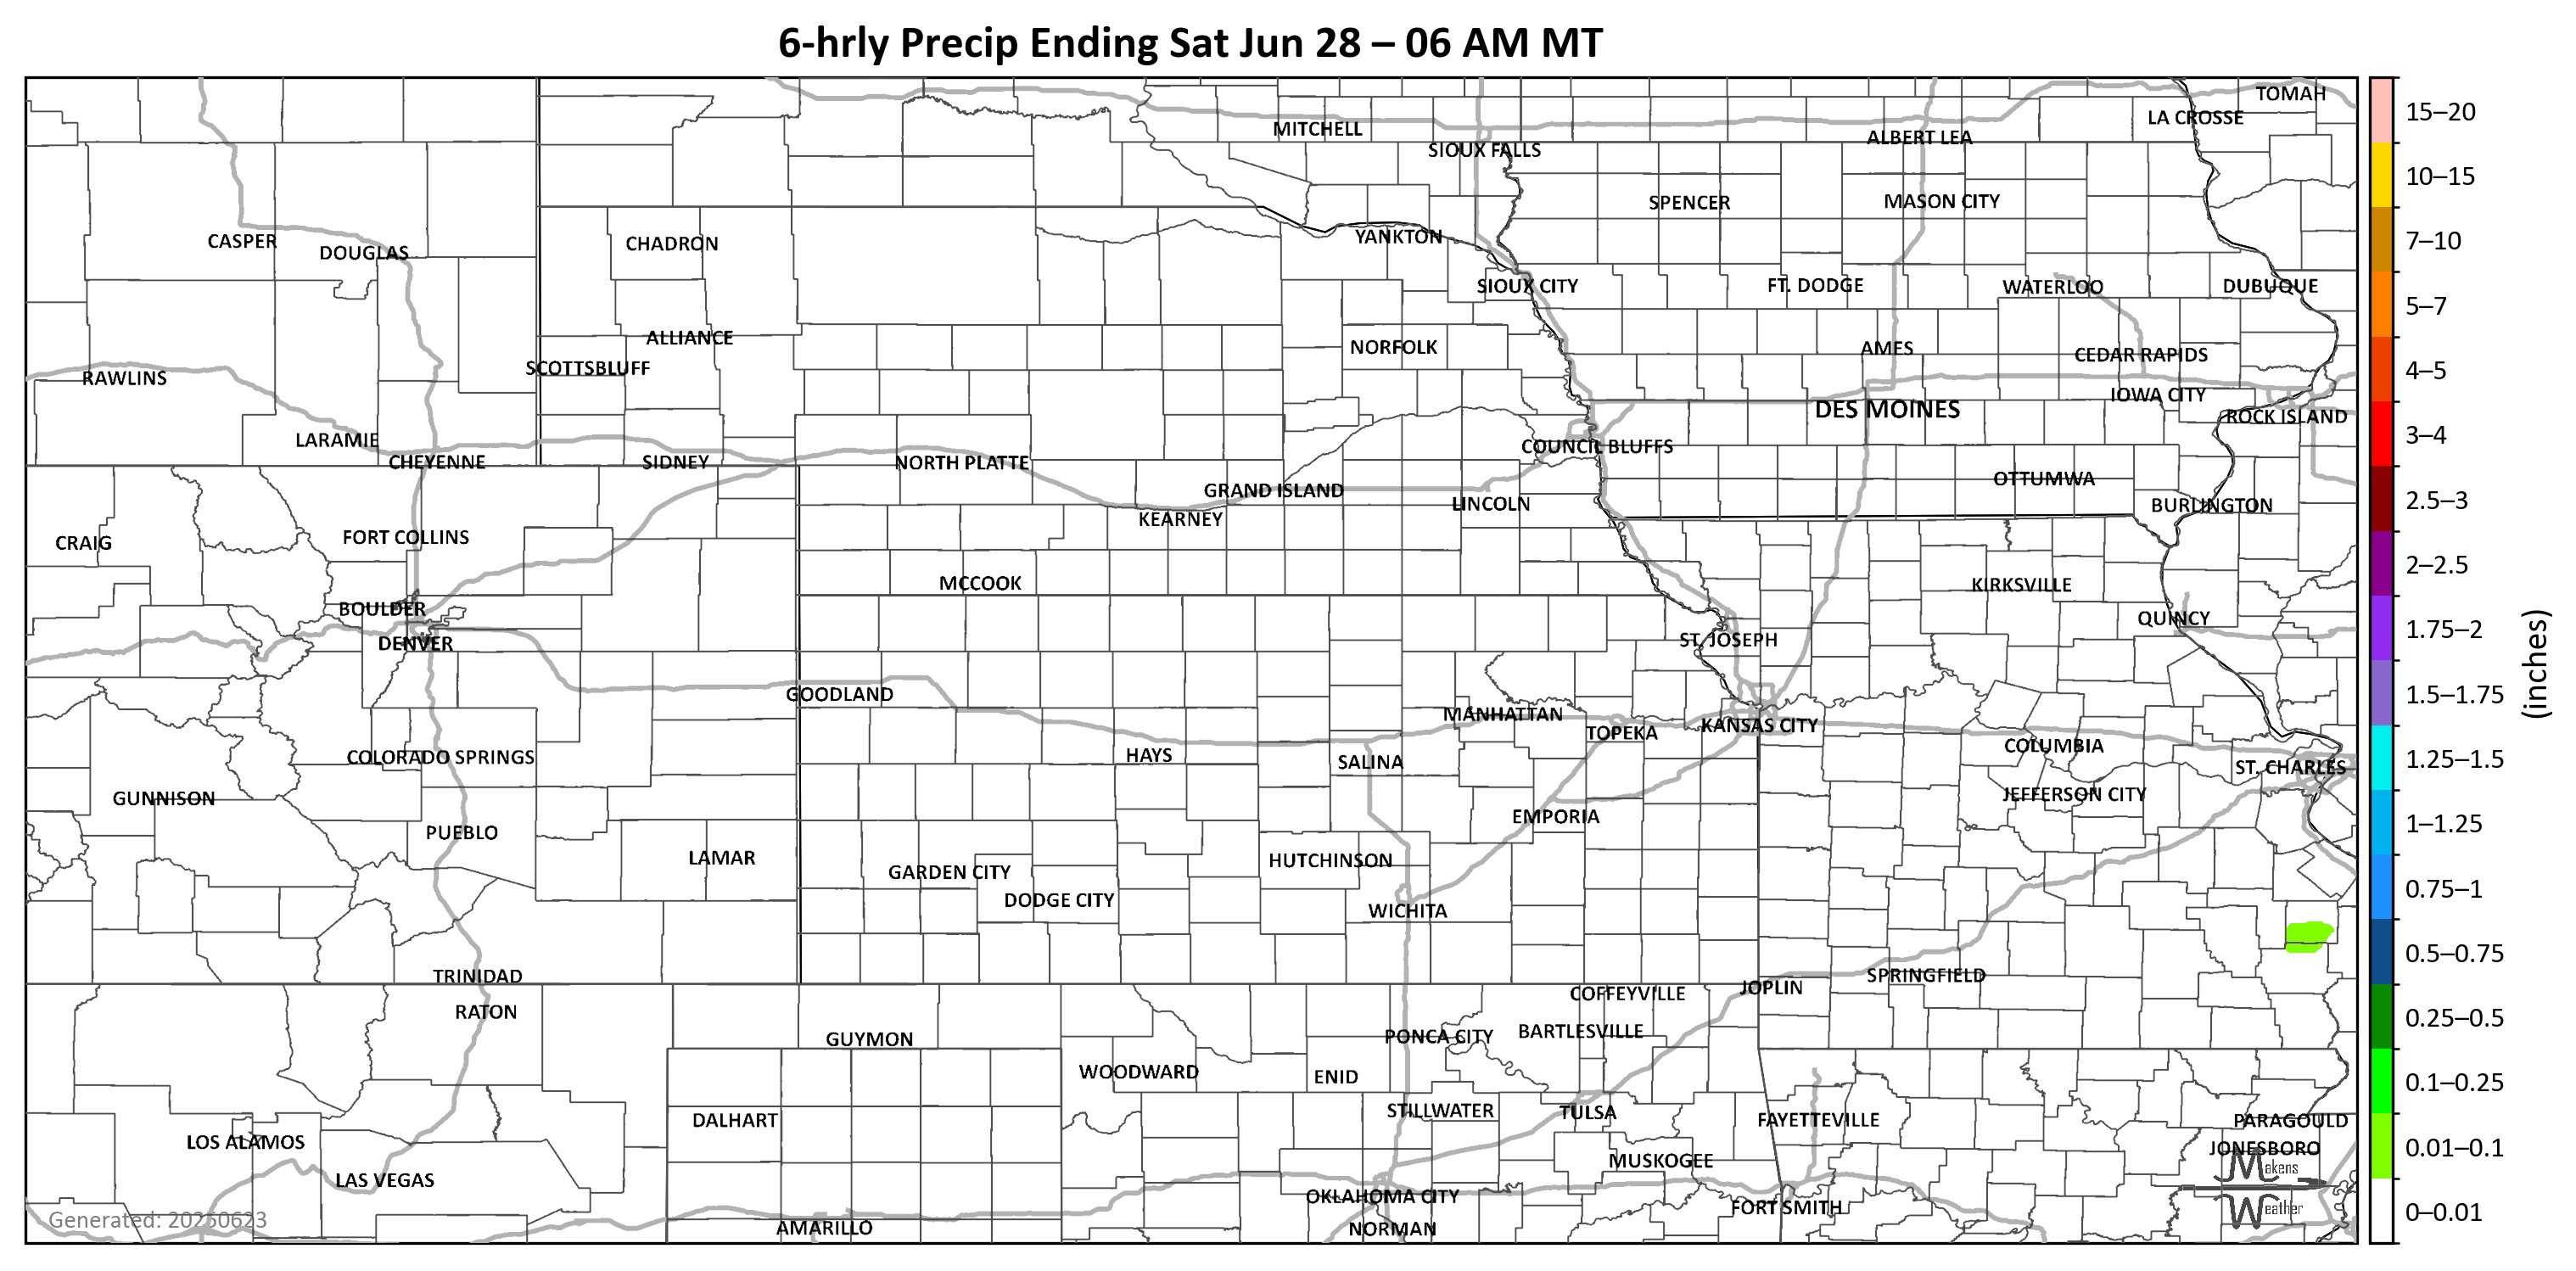 6-hrly Precip Ending Sat Jun 28 – 06 AM MT
TOMAH
LA CROSSE
MITCHELL
ALBERT LEA
SIOUX FALLS
SPENCER
MASON CITY
CASPER
DOUGLAS
CHADRON
YANKTON
SIOUX CITY
FT. DODGE
WATERLOO
DUBUQUE
ALLIANCE
NORFOLK
AMES
CEDAR RAPIDS
SCOTTSBLUFF
RAWLINS
IOWA CITY
DES MOINES
ROCK ISLAND
LARAMIE
COUNCIL BLUFFS
CHEYENNE
SIDNEY
NORTH PLATTE
OTTUMWA
GRAND ISLAND
LINCOLN
BURLINGTON
KEARNEY
FORT COLLINS
CRAIG
MCCOOK
KIRKSVILLE
BOULDER
QUINCY
DENVER
ST. JOSEPH
GOODLAND
MANHATTAN
KANSAS CITY
TOPEKA
COLUMBIA
COLORADO SPRINGS
HAYS
SALINA
ST. CHARLES
GUNNISON
JEFFERSON CITY
EMPORIA
PUEBLO
LAMAR
HUTCHINSON
GARDEN CITY
DODGE CITY
WICHITA
TRINIDAD
SPRINGFIELD
JOPLIN
COFFEYVILLE
RATON
GUYMON
PONCA CITY
BARTLESVILLE
WOODWARD
ENID
DALHART
STILLWATER
TULSA
FAYETTEVILLE
PARAGOULD
LOS ALAMOS
JONESBORO
MUSKOGEE
LAS VEGAS
OKLAHOMA CITY
FORT SMITH
AMARILLO
NORMAN
Generated: 20250623
Makens
Weather
15–20
10–15
7–10
5–7
4–5
3–4
2.5–3
2–2.5
1.75–2
1.5–1.75
1.25–1.5
1–1.25
0.75–1
0.5–0.75
0.25–0.5
0.1–0.25
0.01–0.1
0–0.01
(inches)